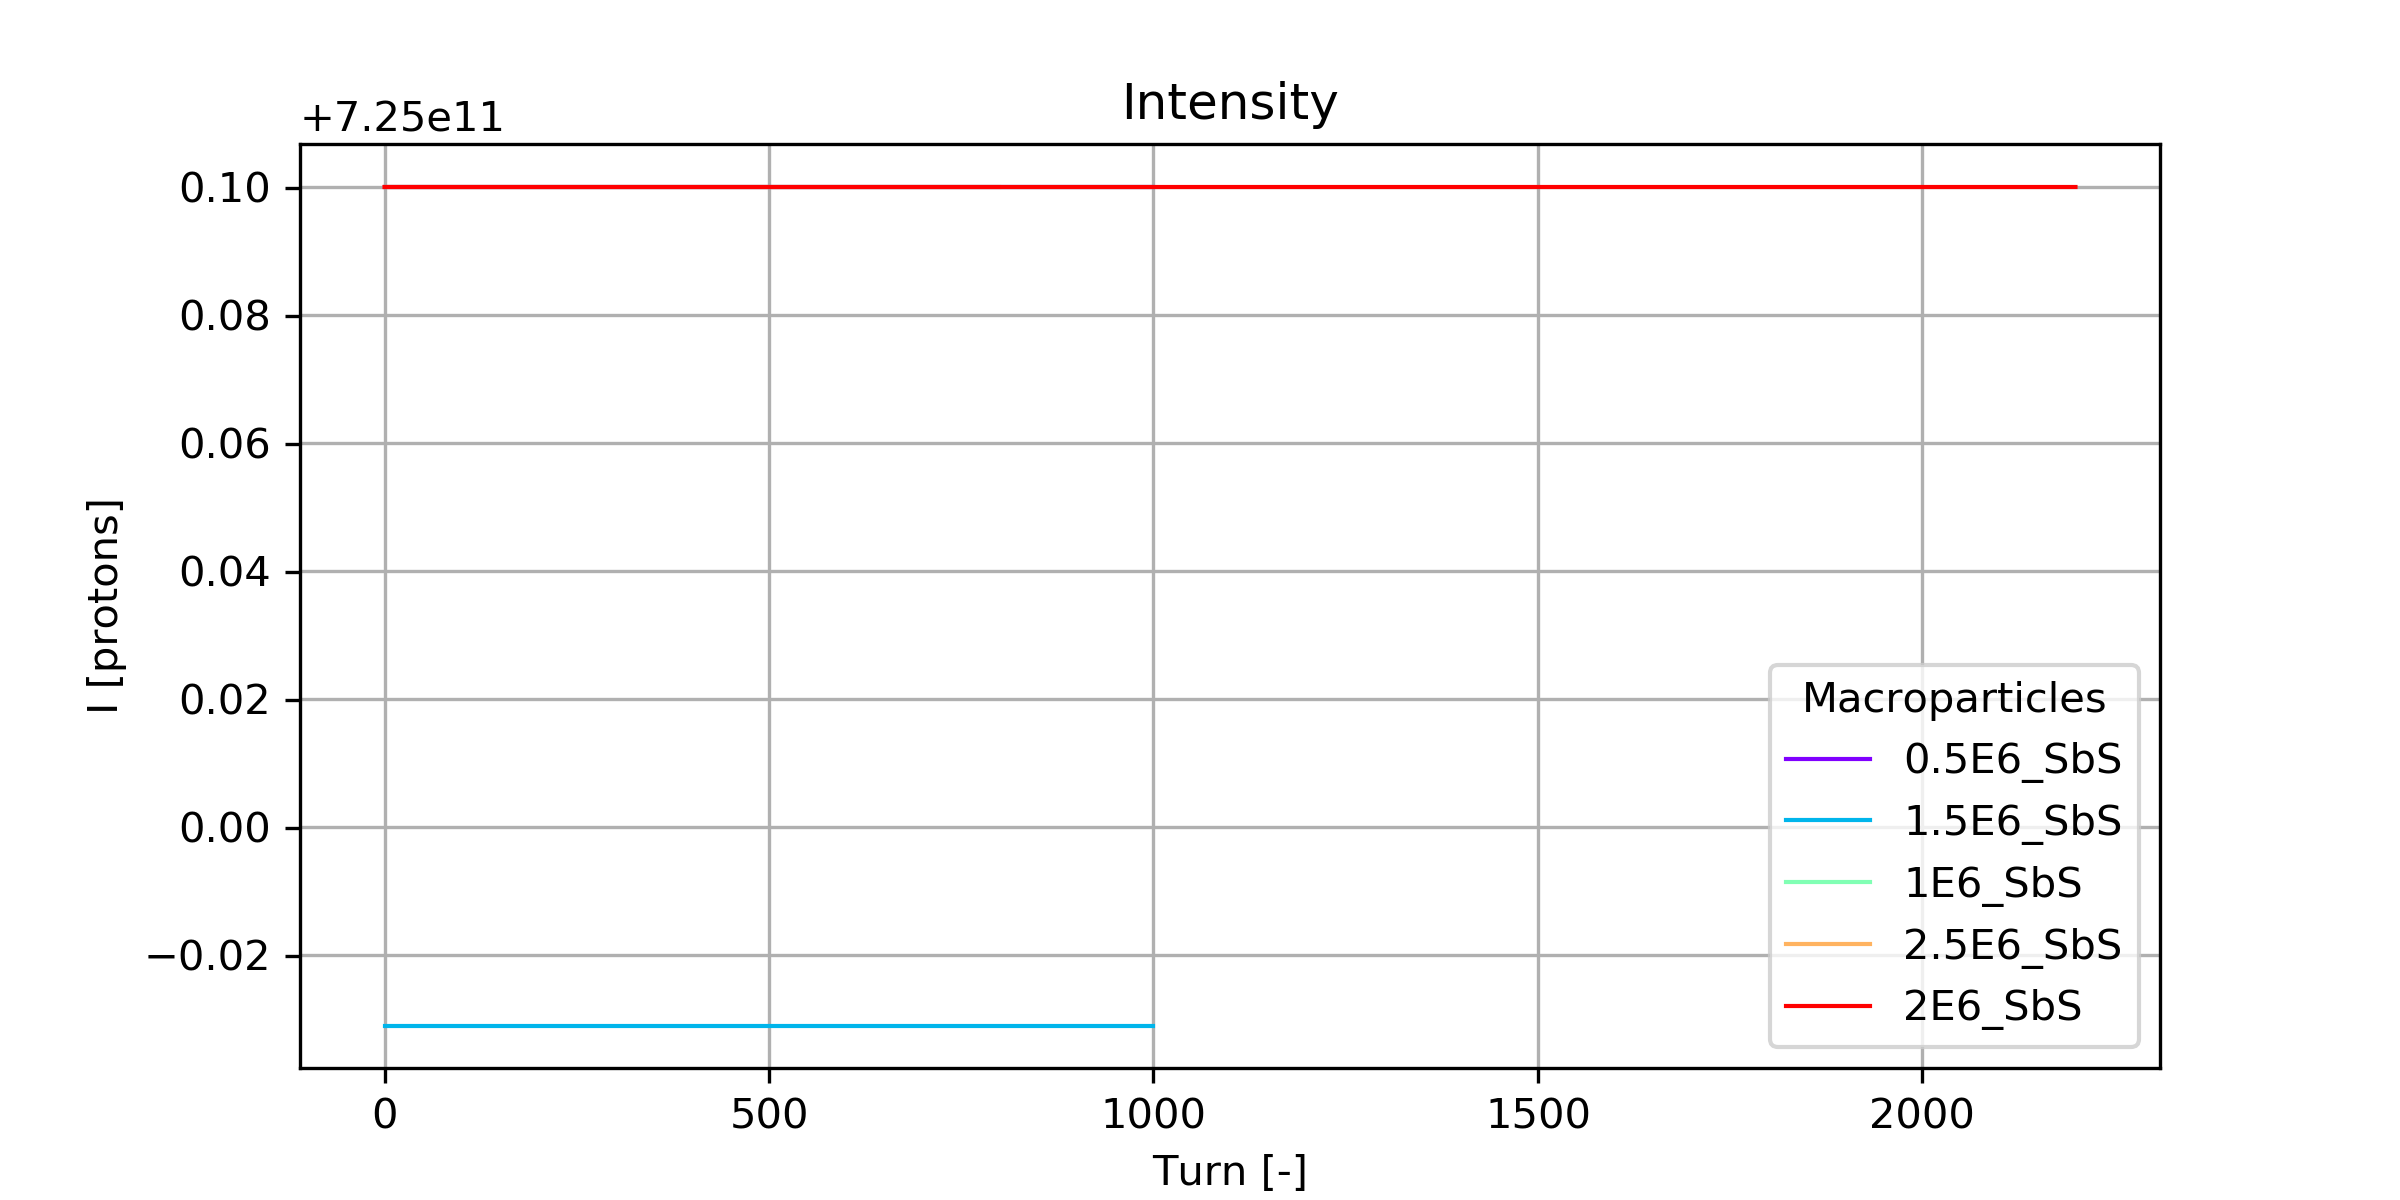 Intensity
+7.25e11
0.10
0.08
0.06
0.04
0.02
0.00
−0.02
I [protons]
0
500
1000
1500
2000
Turn [-]
Macroparticles
0.5E6_SbS
1.5E6_SbS
1E6_SbS
2.5E6_SbS
2E6_SbS